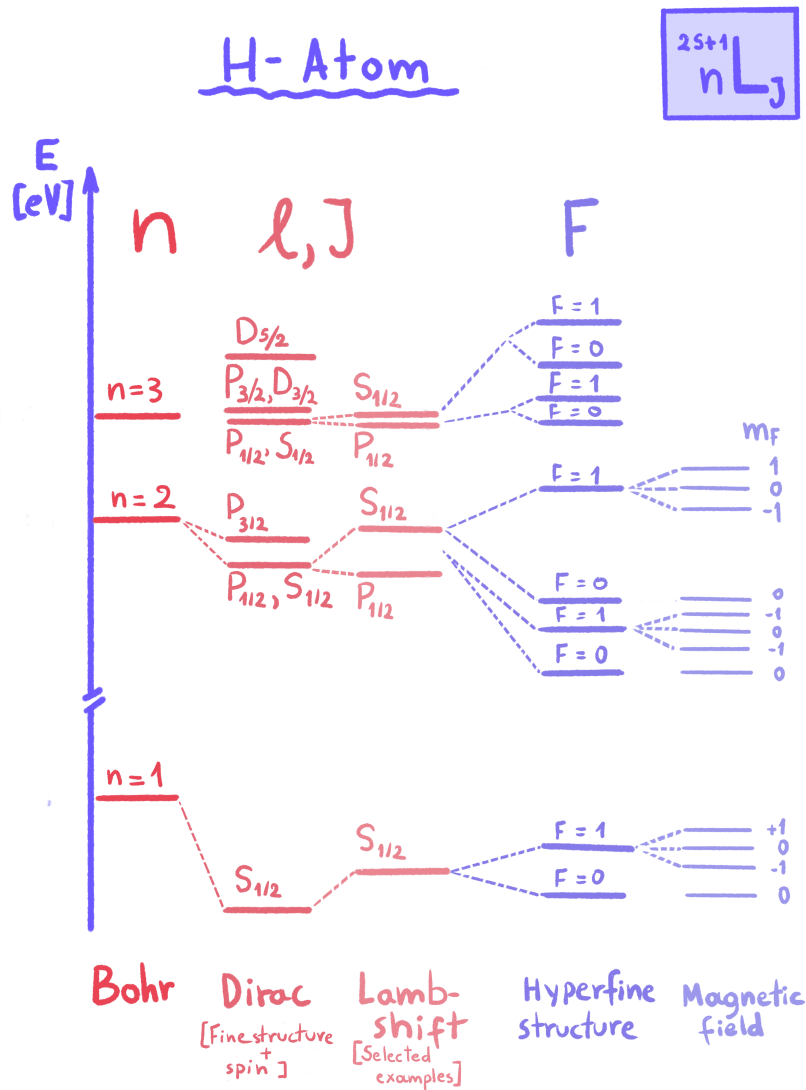 H-Atom
2S+1
n L J
E
[eV]
n
l, J
F
D5/2
n=3
P3/2, D3/2
P1/2, S1/2
S1/2
P1/2
F=1
F=0
F=1
F=0
mF
n=2
P3/2
P1/2, S1/2
S1/2
P1/2
F=1
F=0
F=1
F=0
1
0
-1
0
-1
0
-1
0
n=1
S1/2
S1/2
F=1
F=0
+1
0
-1
0
Bohr
Dirac
[Finestructure
+
spin]
Lamb-
shift
[Selected
examples]
Hyperfine
structure
Magnetic
field